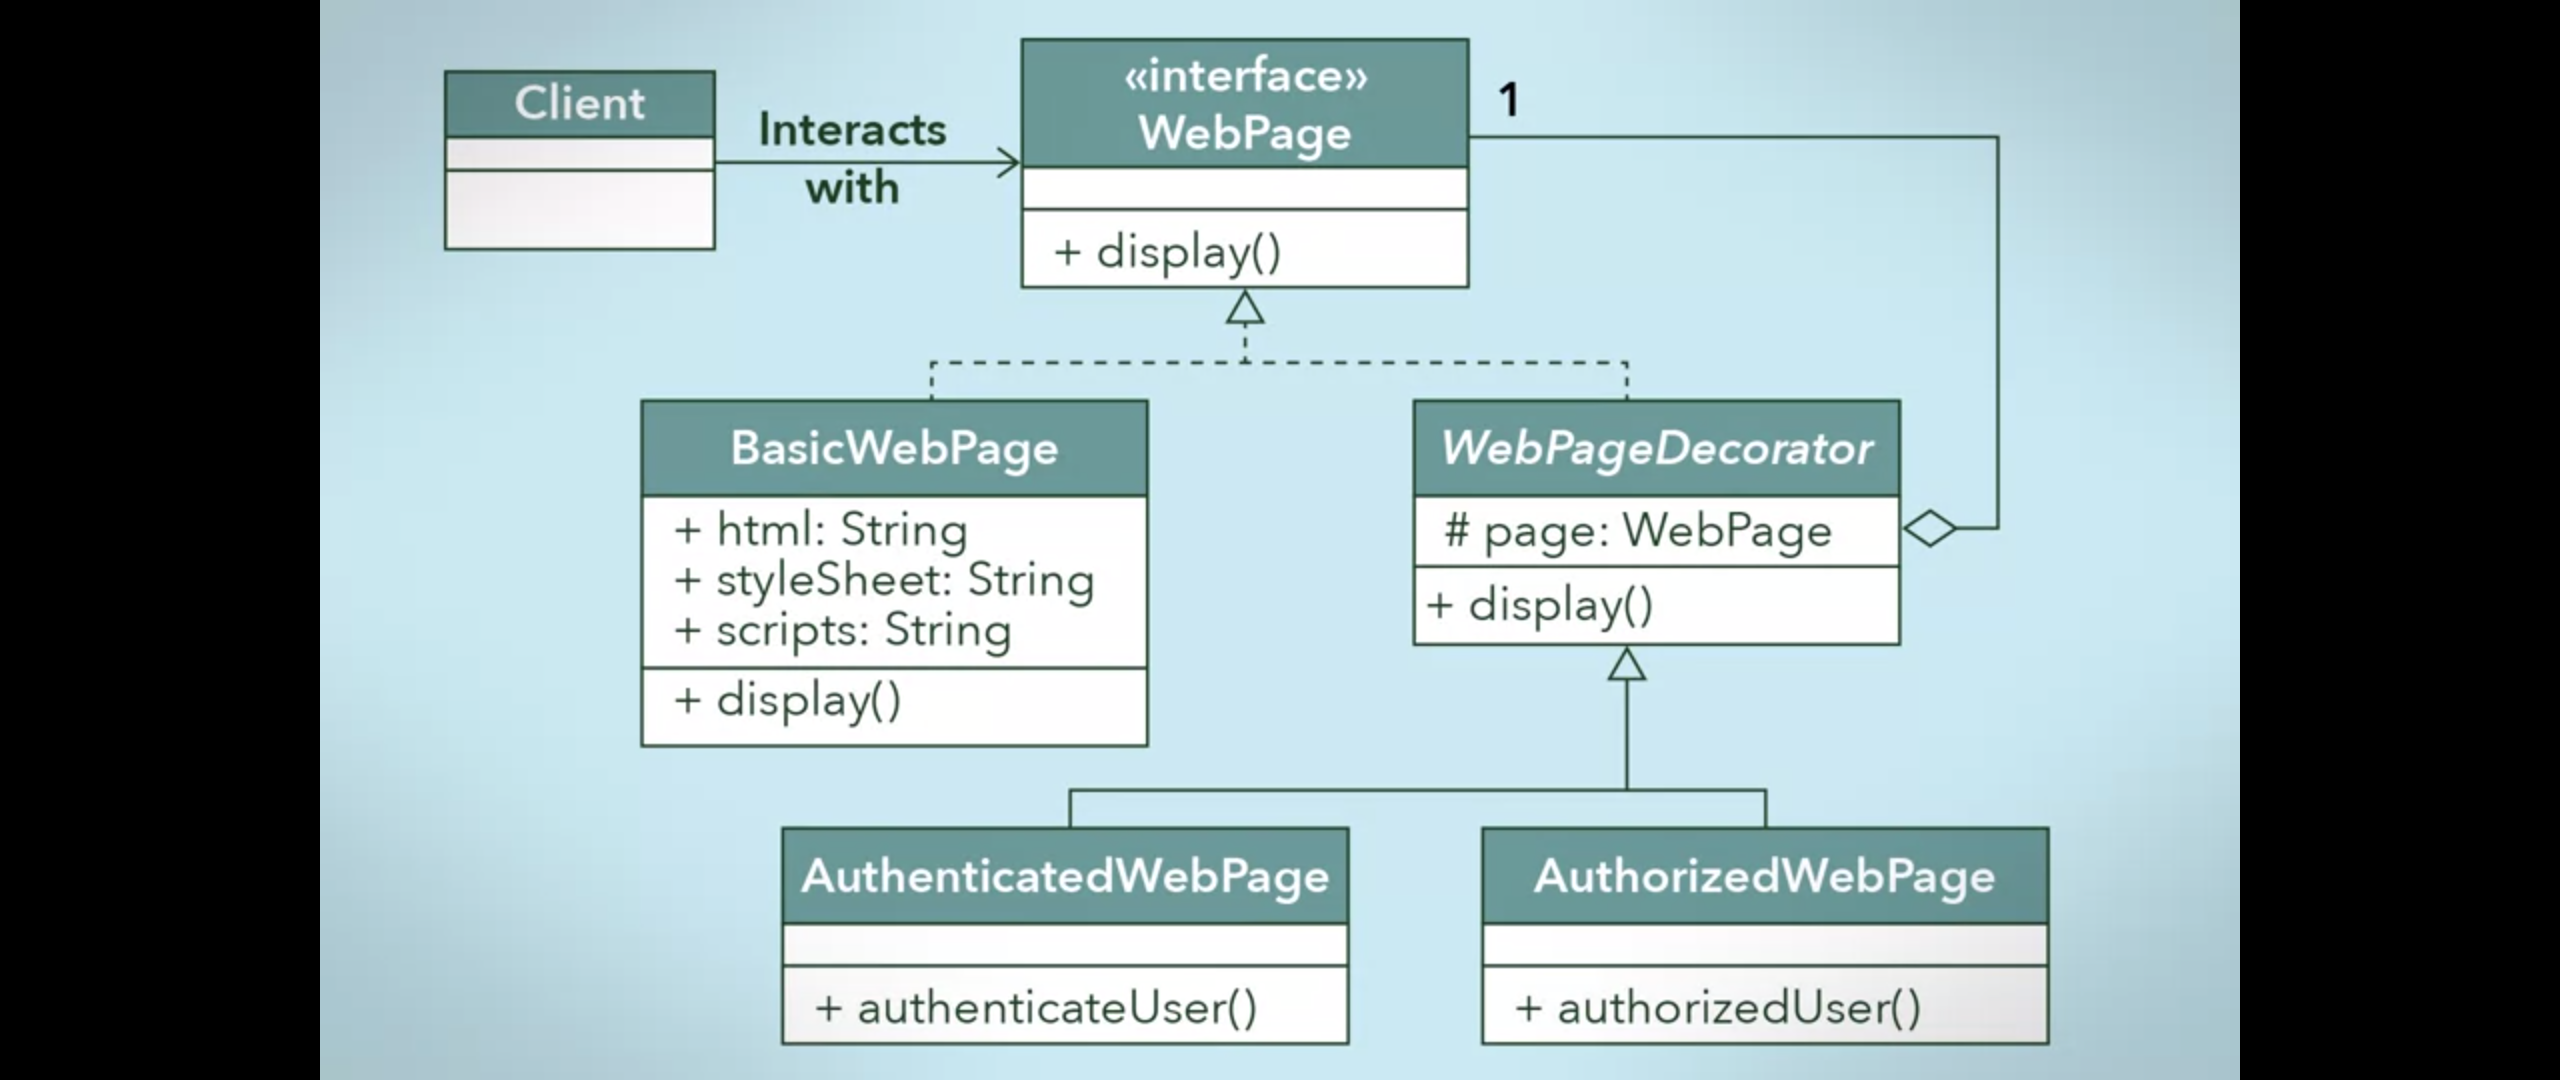 Client
Interacts
with
«interface»
WebPage
1
+ display()
BasicWebPage
+ html: String
+ styleSheet: String
+ scripts: String
+ display()
WebPageDecorator
# page: WebPage
+ display()
AuthenticatedWebPage
+ authenticateUser()
AuthorizedWebPage
+ authorizedUser()